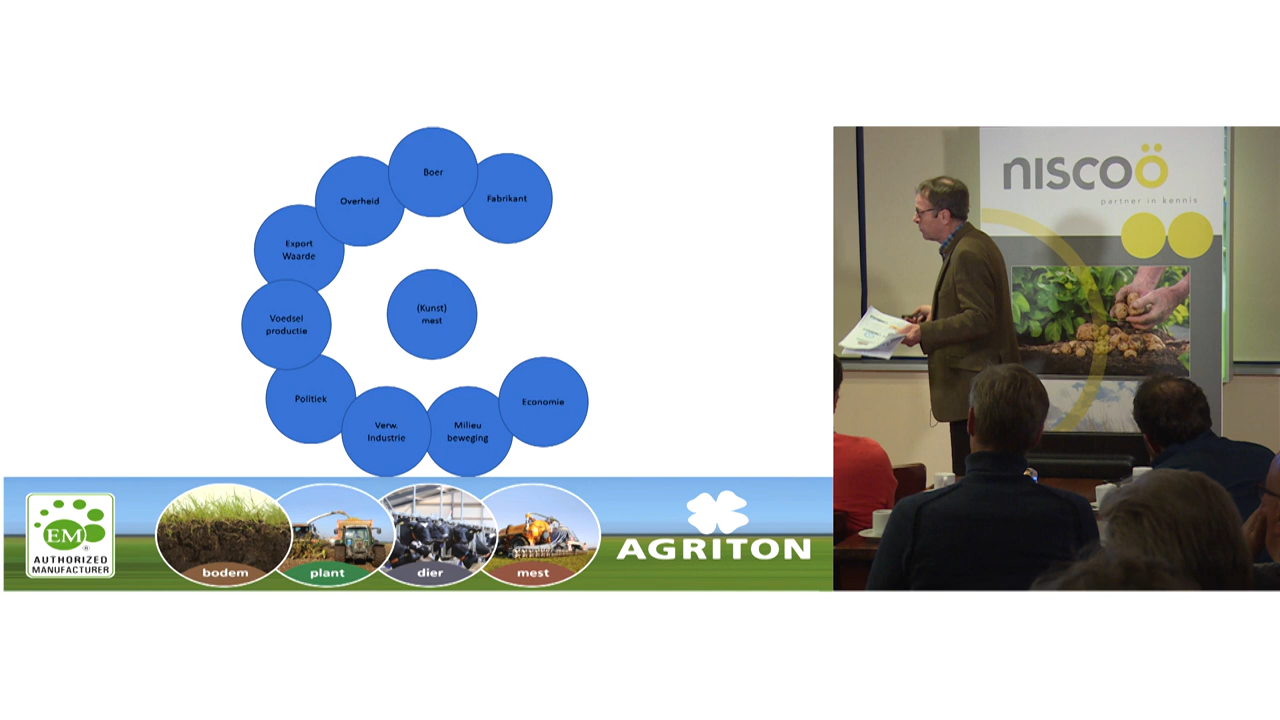 Boer
Fabrikant
Overheid
Export
Waarde
(Kunst)
mest
Voedsel
productie
Politiek
Verw.
Industrie
Milieu
beweging
Economie
EM®
AUTHORIZED
MANUFACTURER
bodem
plant
dier
mest
AGRITON
niscoö
partner in kennis